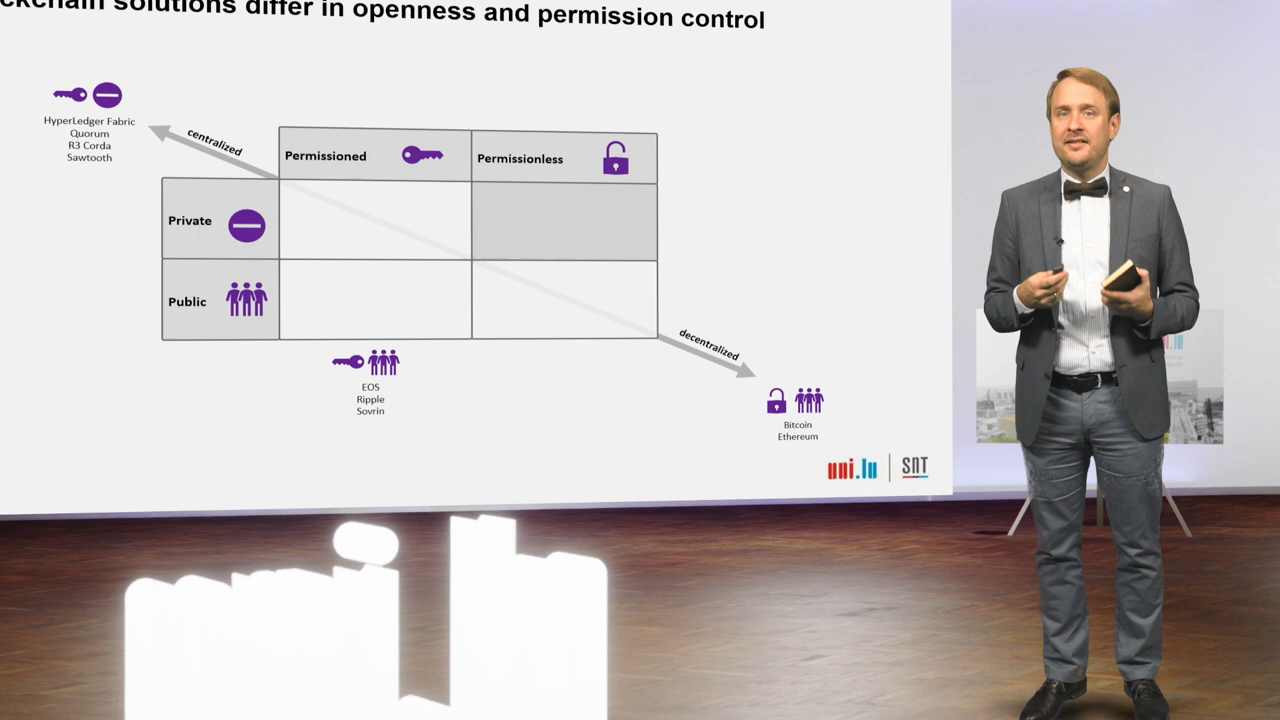 ckchain solutions differ in openness and permission control
HyperLedger Fabric
Quorum
R3 Corda
Sawtooth
centralized
Permissioned
Permissionless
Private
Public
decentralized
EOS
Ripple
Sovrin
Bitcoin
Ethereum
uni.lu
SNT